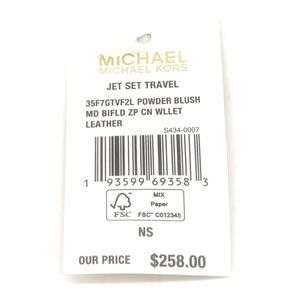 MICHAEL
MICHAEL KORS
JET SET TRAVEL
35F7GTVF2L POWDER BLUSH
MD BIFLD ZP CN WLLET
LEATHER
S434-0007
1 93599 69358 3
FSC
MIX
Paper
FSC® C012345
NS
OUR PRICE $258.00